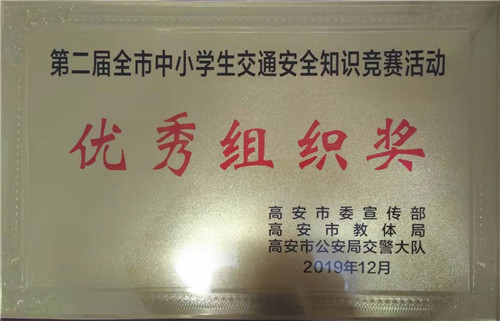 第二届全市中小学生交通安全知识竞赛活动
优秀组织奖
高安市委宣传部
高安市教体局
高安市公安局交警大队
2019年12月